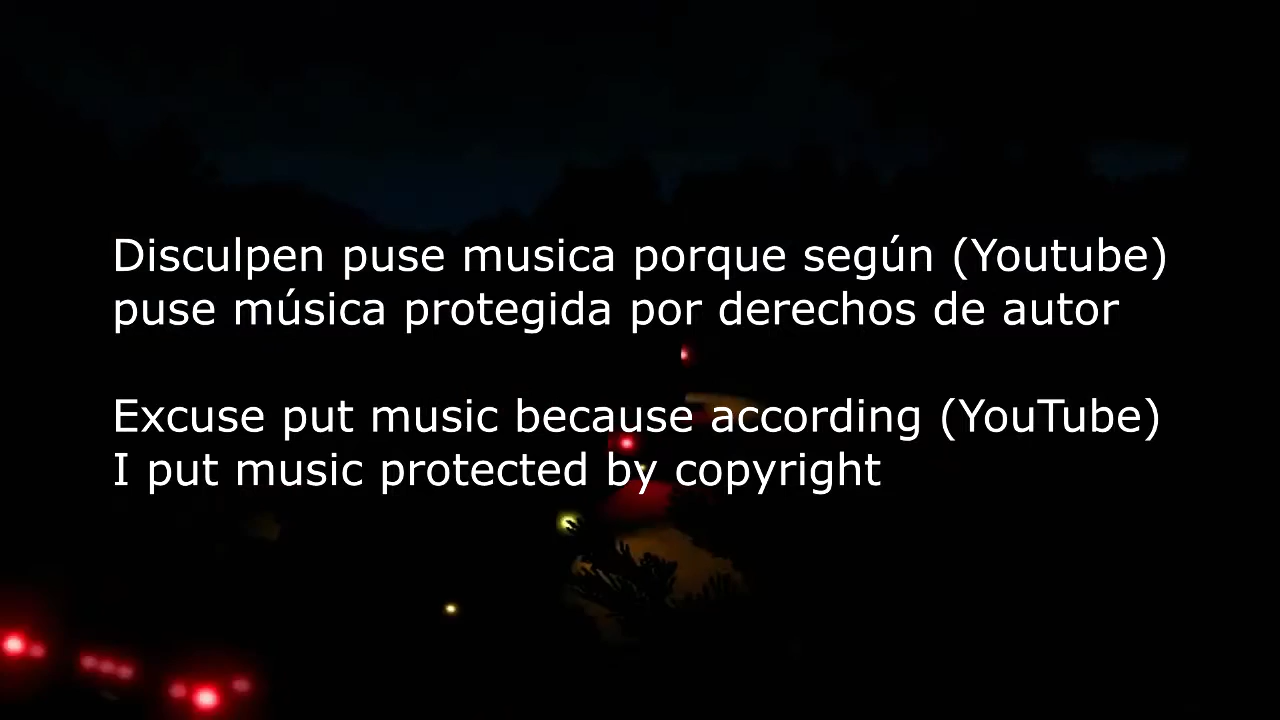 Disculpen puse musica porque según (Youtube)
puse música protegida por derechos de autor
Excuse put music because according (YouTube)
I put music protected by copyright